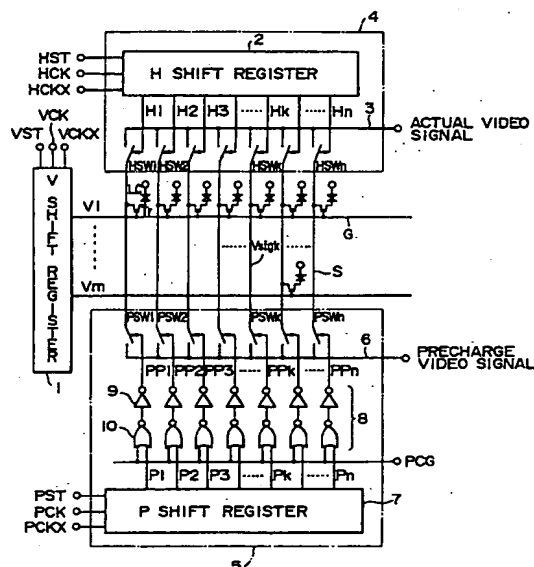 4
2
HST
HCK
HCKX
H SHIFT REGISTER
H1 H2 H3 ...... Hk ...... Hn
3
ACTUAL VIDEO SIGNAL
VCK
VST VCKX
HSW1 HSW2 HSWk HSWn
V SHIFT REGISTER
V1
G
Vsigk
S
Vm
1
PSW1 PSW2 PSWk PSWn
6
PRECHARGE VIDEO SIGNAL
PP1 PP2 PP3 ...... PPk ...... PPn
9
8
10
PCG
P1 P2 P3 ...... Pk ...... Pn
PST
PCK
PCKX
P SHIFT REGISTER
7
5